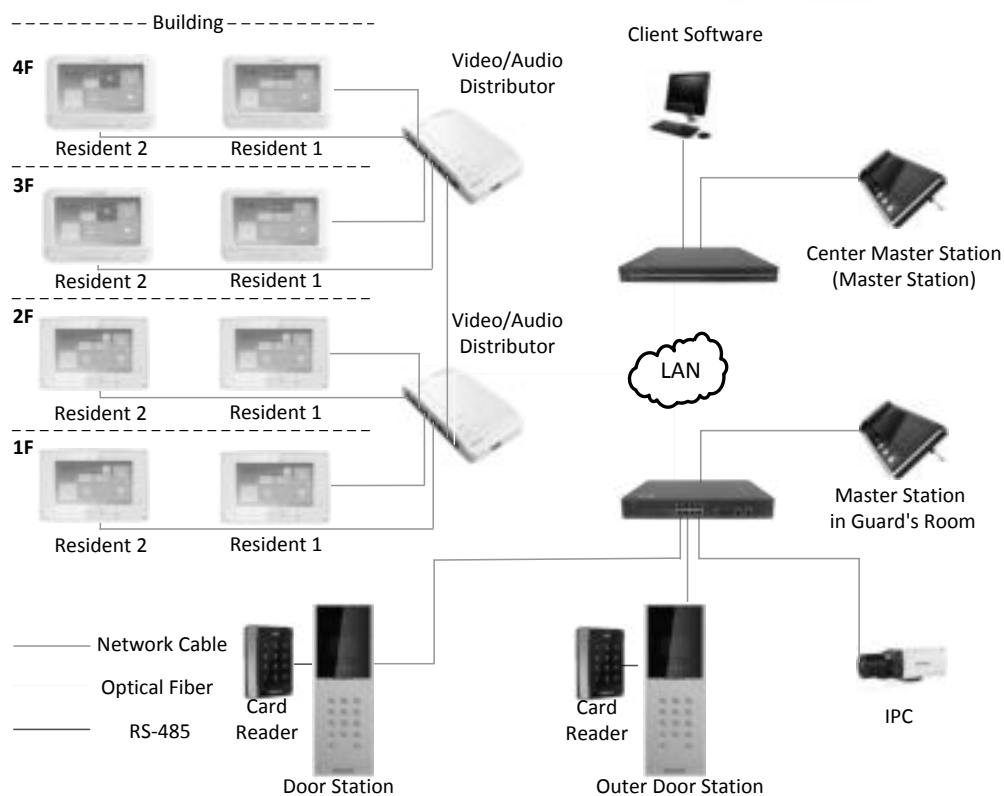 Building
Client Software
Video/Audio
Distributor
4F
Resident 2
Resident 1
3F
Center Master Station
(Master Station)
Resident 2
Resident 1
2F
Video/Audio
Distributor
LAN
Resident 2
Resident 1
1F
Master Station
in Guard's Room
Resident 2
Resident 1
Network Cable
Optical Fiber
RS-485
Card
Reader
Door Station
Card
Reader
Outer Door Station
IPC